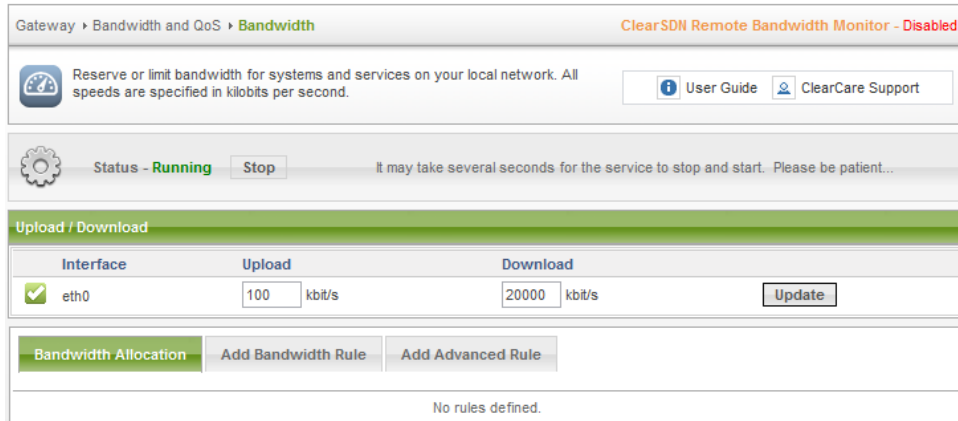 Gateway ▸ Bandwidth and QoS ▸ Bandwidth
ClearSDN Remote Bandwidth Monitor - Disabled
Reserve or limit bandwidth for systems and services on your local network. All
speeds are specified in kilobits per second.
User Guide
ClearCare Support
Status - Running
Stop
It may take several seconds for the service to stop and start. Please be patient...
Upload / Download
Interface Upload Download
eth0 100 kbit/s 20000 kbit/s Update
Bandwidth Allocation Add Bandwidth Rule Add Advanced Rule
No rules defined.